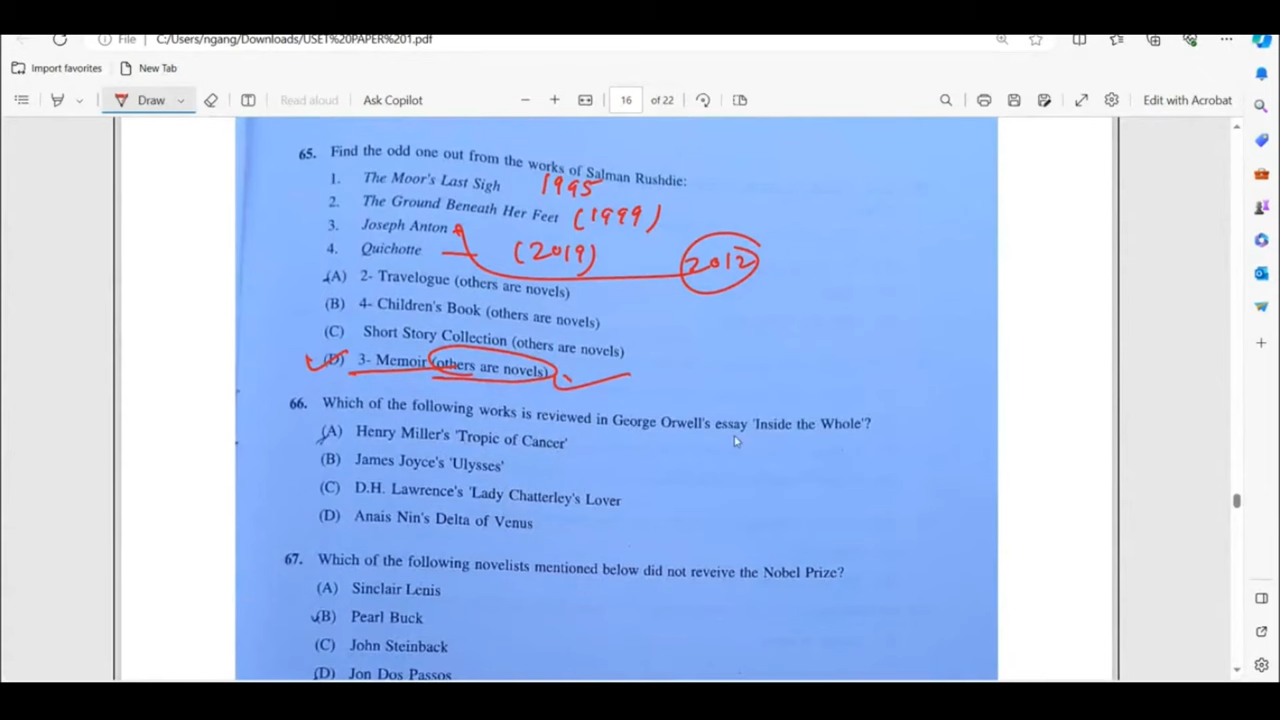 File C:/Users/ngang/Downloads/USET%20PAPER%201.pdf
Import favorites New Tab
Draw Read aloud Ask Copilot 16 of 22 Edit with Acrobat
65. Find the odd one out from the works of Salman Rushdie:
1. The Moor's Last Sigh 1995
2. The Ground Beneath Her Feet (1999)
3. Joseph Anton
4. Quichotte (2019) 2012
(A) 2- Travelogue (others are novels)
(B) 4- Children's Book (others are novels)
(C) Short Story Collection (others are novels)
(D) 3- Memoir (others are novels)
66. Which of the following works is reviewed in George Orwell's essay 'Inside the Whole'?
(A) Henry Miller's 'Tropic of Cancer'
(B) James Joyce's 'Ulysses'
(C) D.H. Lawrence's 'Lady Chatterley's Lover
(D) Anais Nin's Delta of Venus
67. Which of the following novelists mentioned below did not reveive the Nobel Prize?
(A) Sinclair Lenis
(B) Pearl Buck
(C) John Steinback
(D) Jon Dos Passos